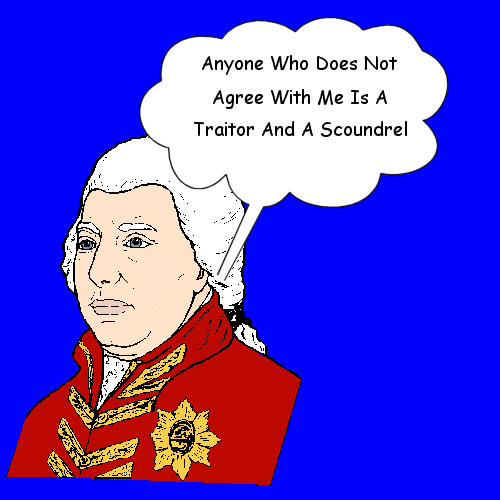 Anyone Who Does Not
Agree With Me Is A
Traitor And A Scoundrel